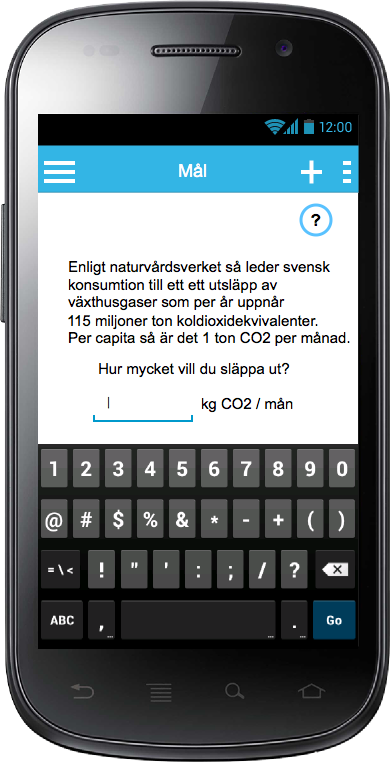 12:00
Mål
?
Enligt naturvårdsverket så leder svensk
konsumtion till ett ett utsläpp av
växthusgaser som per år uppnår
115 miljoner ton koldioxidekvivalenter.
Per capita så är det 1 ton CO2 per månad.
Hur mycket vill du släppa ut?
kg CO2 / mån
1 2 3 4 5 6 7 8 9 0
@ # $ % & * - + ( )
= \ < ! " ' : ; / ?
ABC , ... ... . ... Go